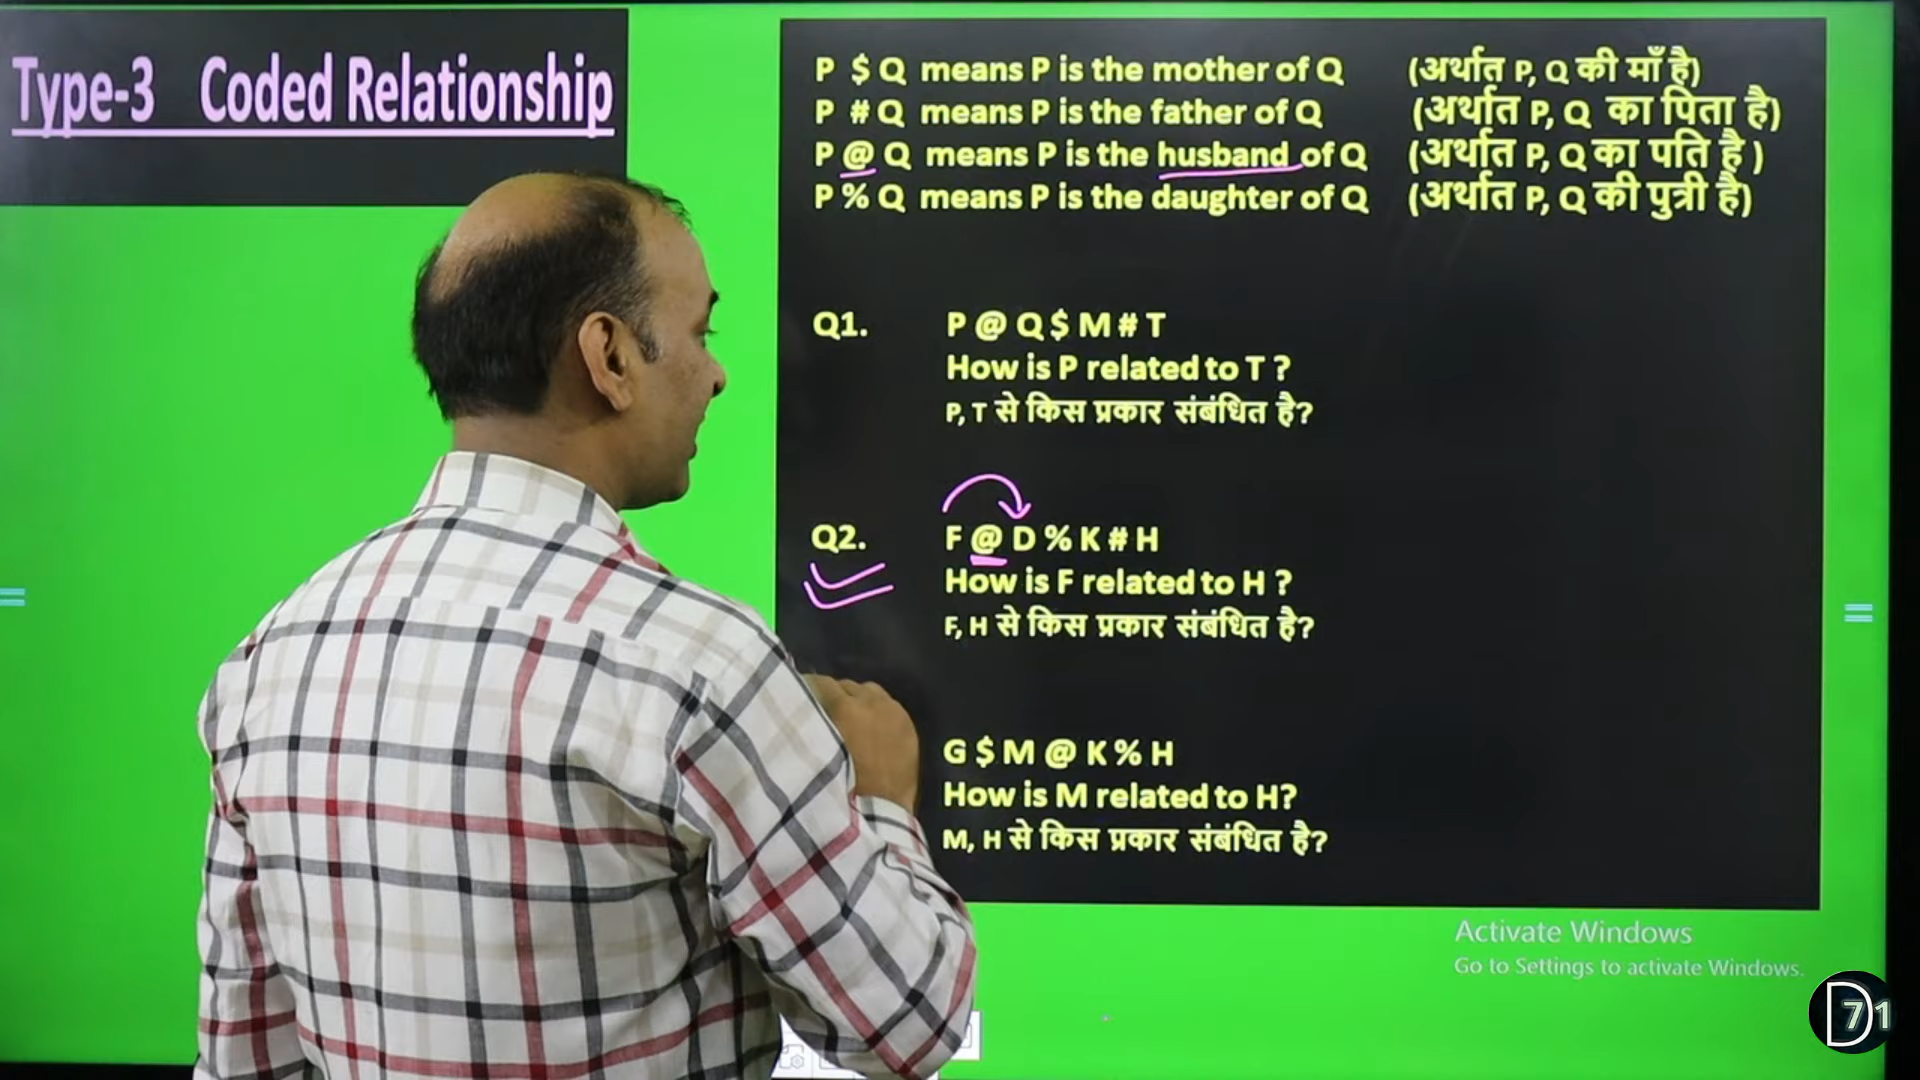 Type-3 Coded Relationship
P $ Q means P is the mother of Q (अर्थात P, Q की माँ है)
P # Q means P is the father of Q (अर्थात P, Q का पिता है)
P @ Q means P is the husband of Q (अर्थात P, Q का पति है )
P % Q means P is the daughter of Q (अर्थात P, Q की पुत्री है)
Q1. P @ Q $ M # T
How is P related to T ?
P, T से किस प्रकार संबंधित है?
Q2. F @ D % K # H
How is F related to H ?
F, H से किस प्रकार संबंधित है?
G $ M @ K % H
How is M related to H?
M, H से किस प्रकार संबंधित है?
Activate Windows
Go to Settings to activate Windows.
D 71